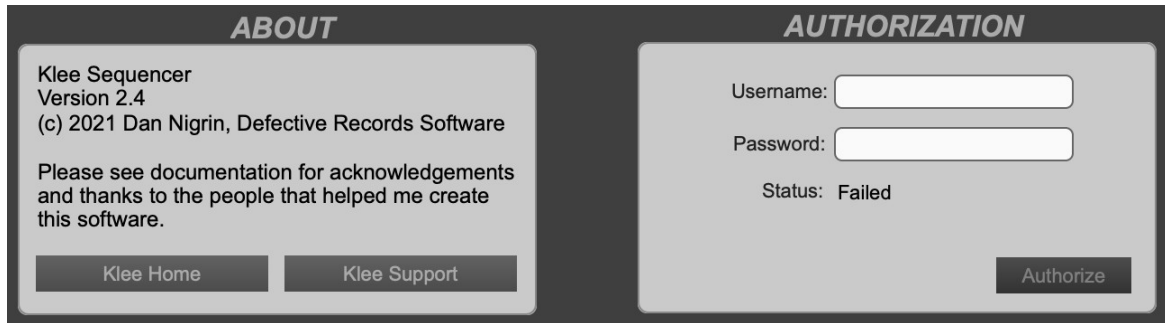 ABOUT
Klee Sequencer
Version 2.4
(c) 2021 Dan Nigrin, Defective Records Software
Please see documentation for acknowledgements
and thanks to the people that helped me create
this software.
Klee Home
Klee Support
AUTHORIZATION
Username:
Password:
Status: Failed
Authorize